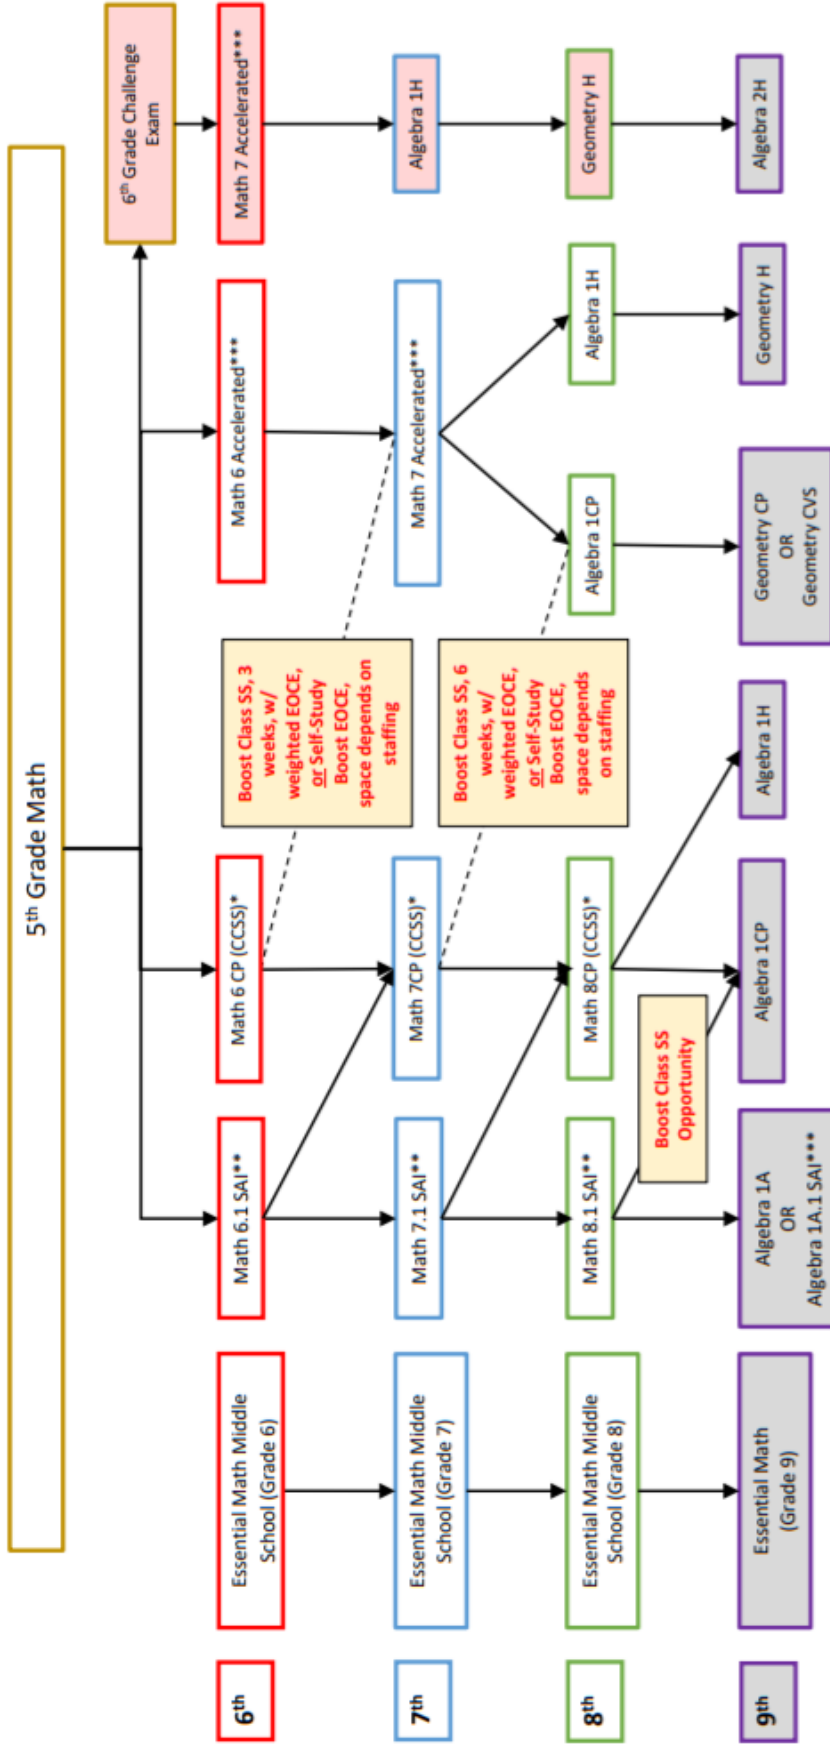 5th Grade Math
6th Grade Challenge
Exam
6th
Essential Math Middle
School (Grade 6)
Math 6.1 SAI**
Math 6 CP (CCSS)*
Math 6 Accelerated***
Math 7 Accelerated***
Boost Class SS, 3
weeks, w/
weighted EOCE,
or Self-Study
Boost EOCE,
space depends on
staffing
7th
Essential Math Middle
School (Grade 7)
Math 7.1 SAI**
Math 7CP (CCSS)*
Math 7 Accelerated***
Algebra 1H
Boost Class SS, 6
weeks, w/
weighted EOCE,
or Self-Study
Boost EOCE,
space depends
on staffing
8th
Essential Math Middle
School (Grade 8)
Math 8.1 SAI**
Math 8CP (CCSS)*
Algebra 1CP
Algebra 1H
Geometry H
Boost Class SS
Opportunity
9th
Essential Math
(Grade 9)
Algebra 1A
OR
Algebra 1A.1 SAI***
Algebra 1CP
Algebra 1H
Geometry CP
OR
Geometry CVS
Geometry H
Algebra 2H